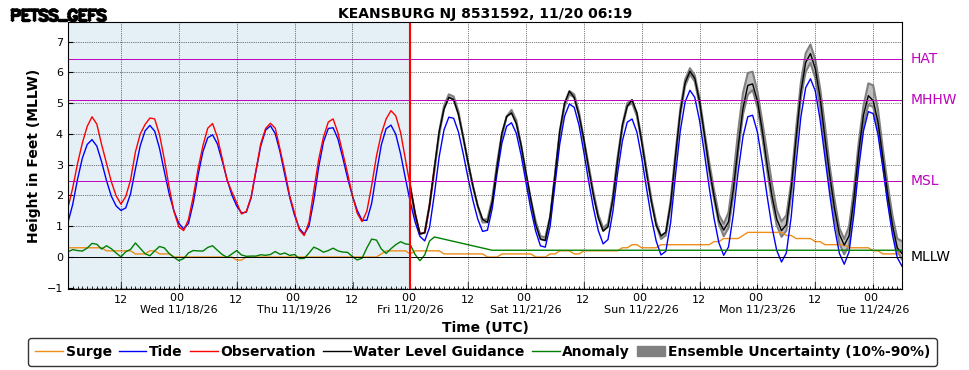 PETSS_GEFS
KEANSBURG NJ 8531592, 11/20 06:19
Height in Feet (MLLW)
7
6
5
4
3
2
1
0
−1
HAT
MHHW
MSL
MLLW
12 00 12 00 12 00 12 00 12 00 12 00 12 00
Wed 11/18/26 Thu 11/19/26 Fri 11/20/26 Sat 11/21/26 Sun 11/22/26 Mon 11/23/26 Tue 11/24/26
Time (UTC)
Surge Tide Observation Water Level Guidance Anomaly Ensemble Uncertainty (10%-90%)